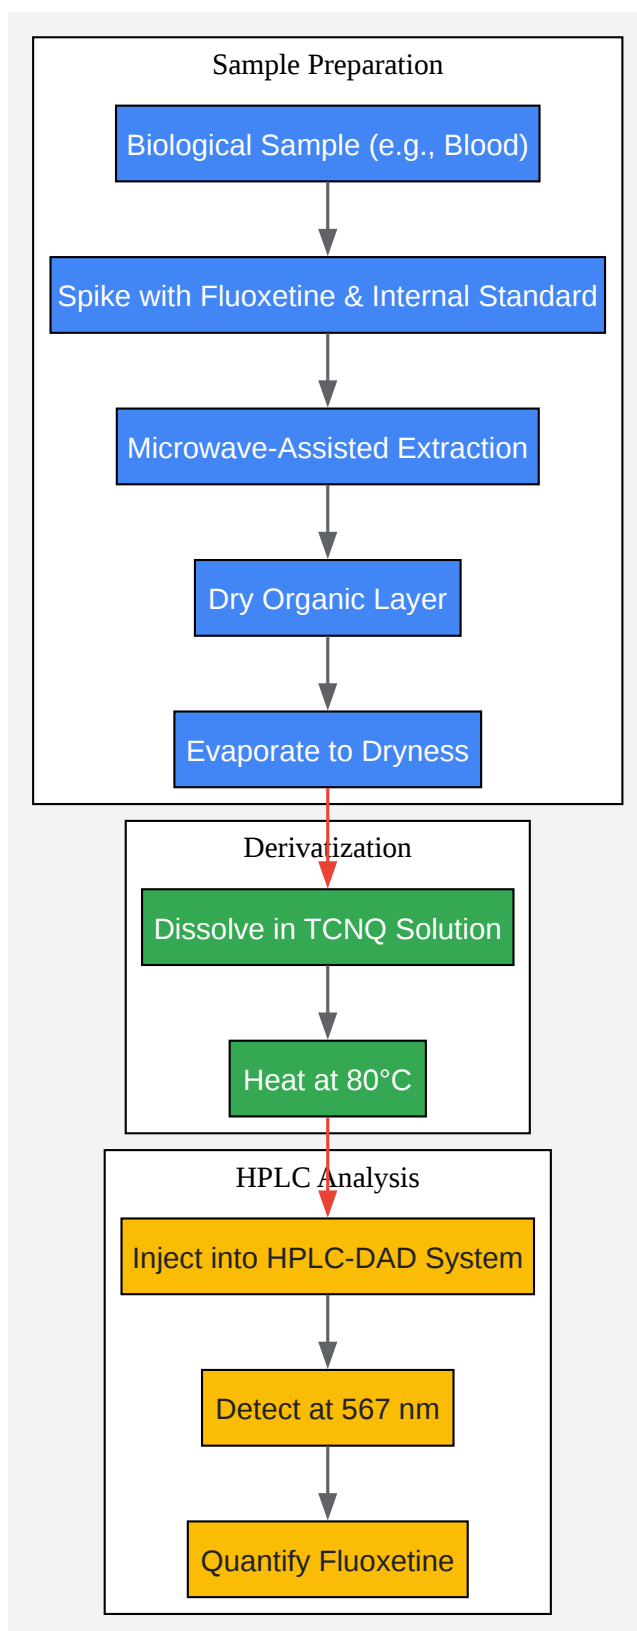 Sample Preparation
Biological Sample (e.g., Blood)
Spike with Fluoxetine & Internal Standard
Microwave-Assisted Extraction
Dry Organic Layer
Evaporate to Dryness
Derivatization
Dissolve in TCNQ Solution
Heat at 80°C
HPLC Analysis
Inject into HPLC-DAD System
Detect at 567 nm
Quantify Fluoxetine